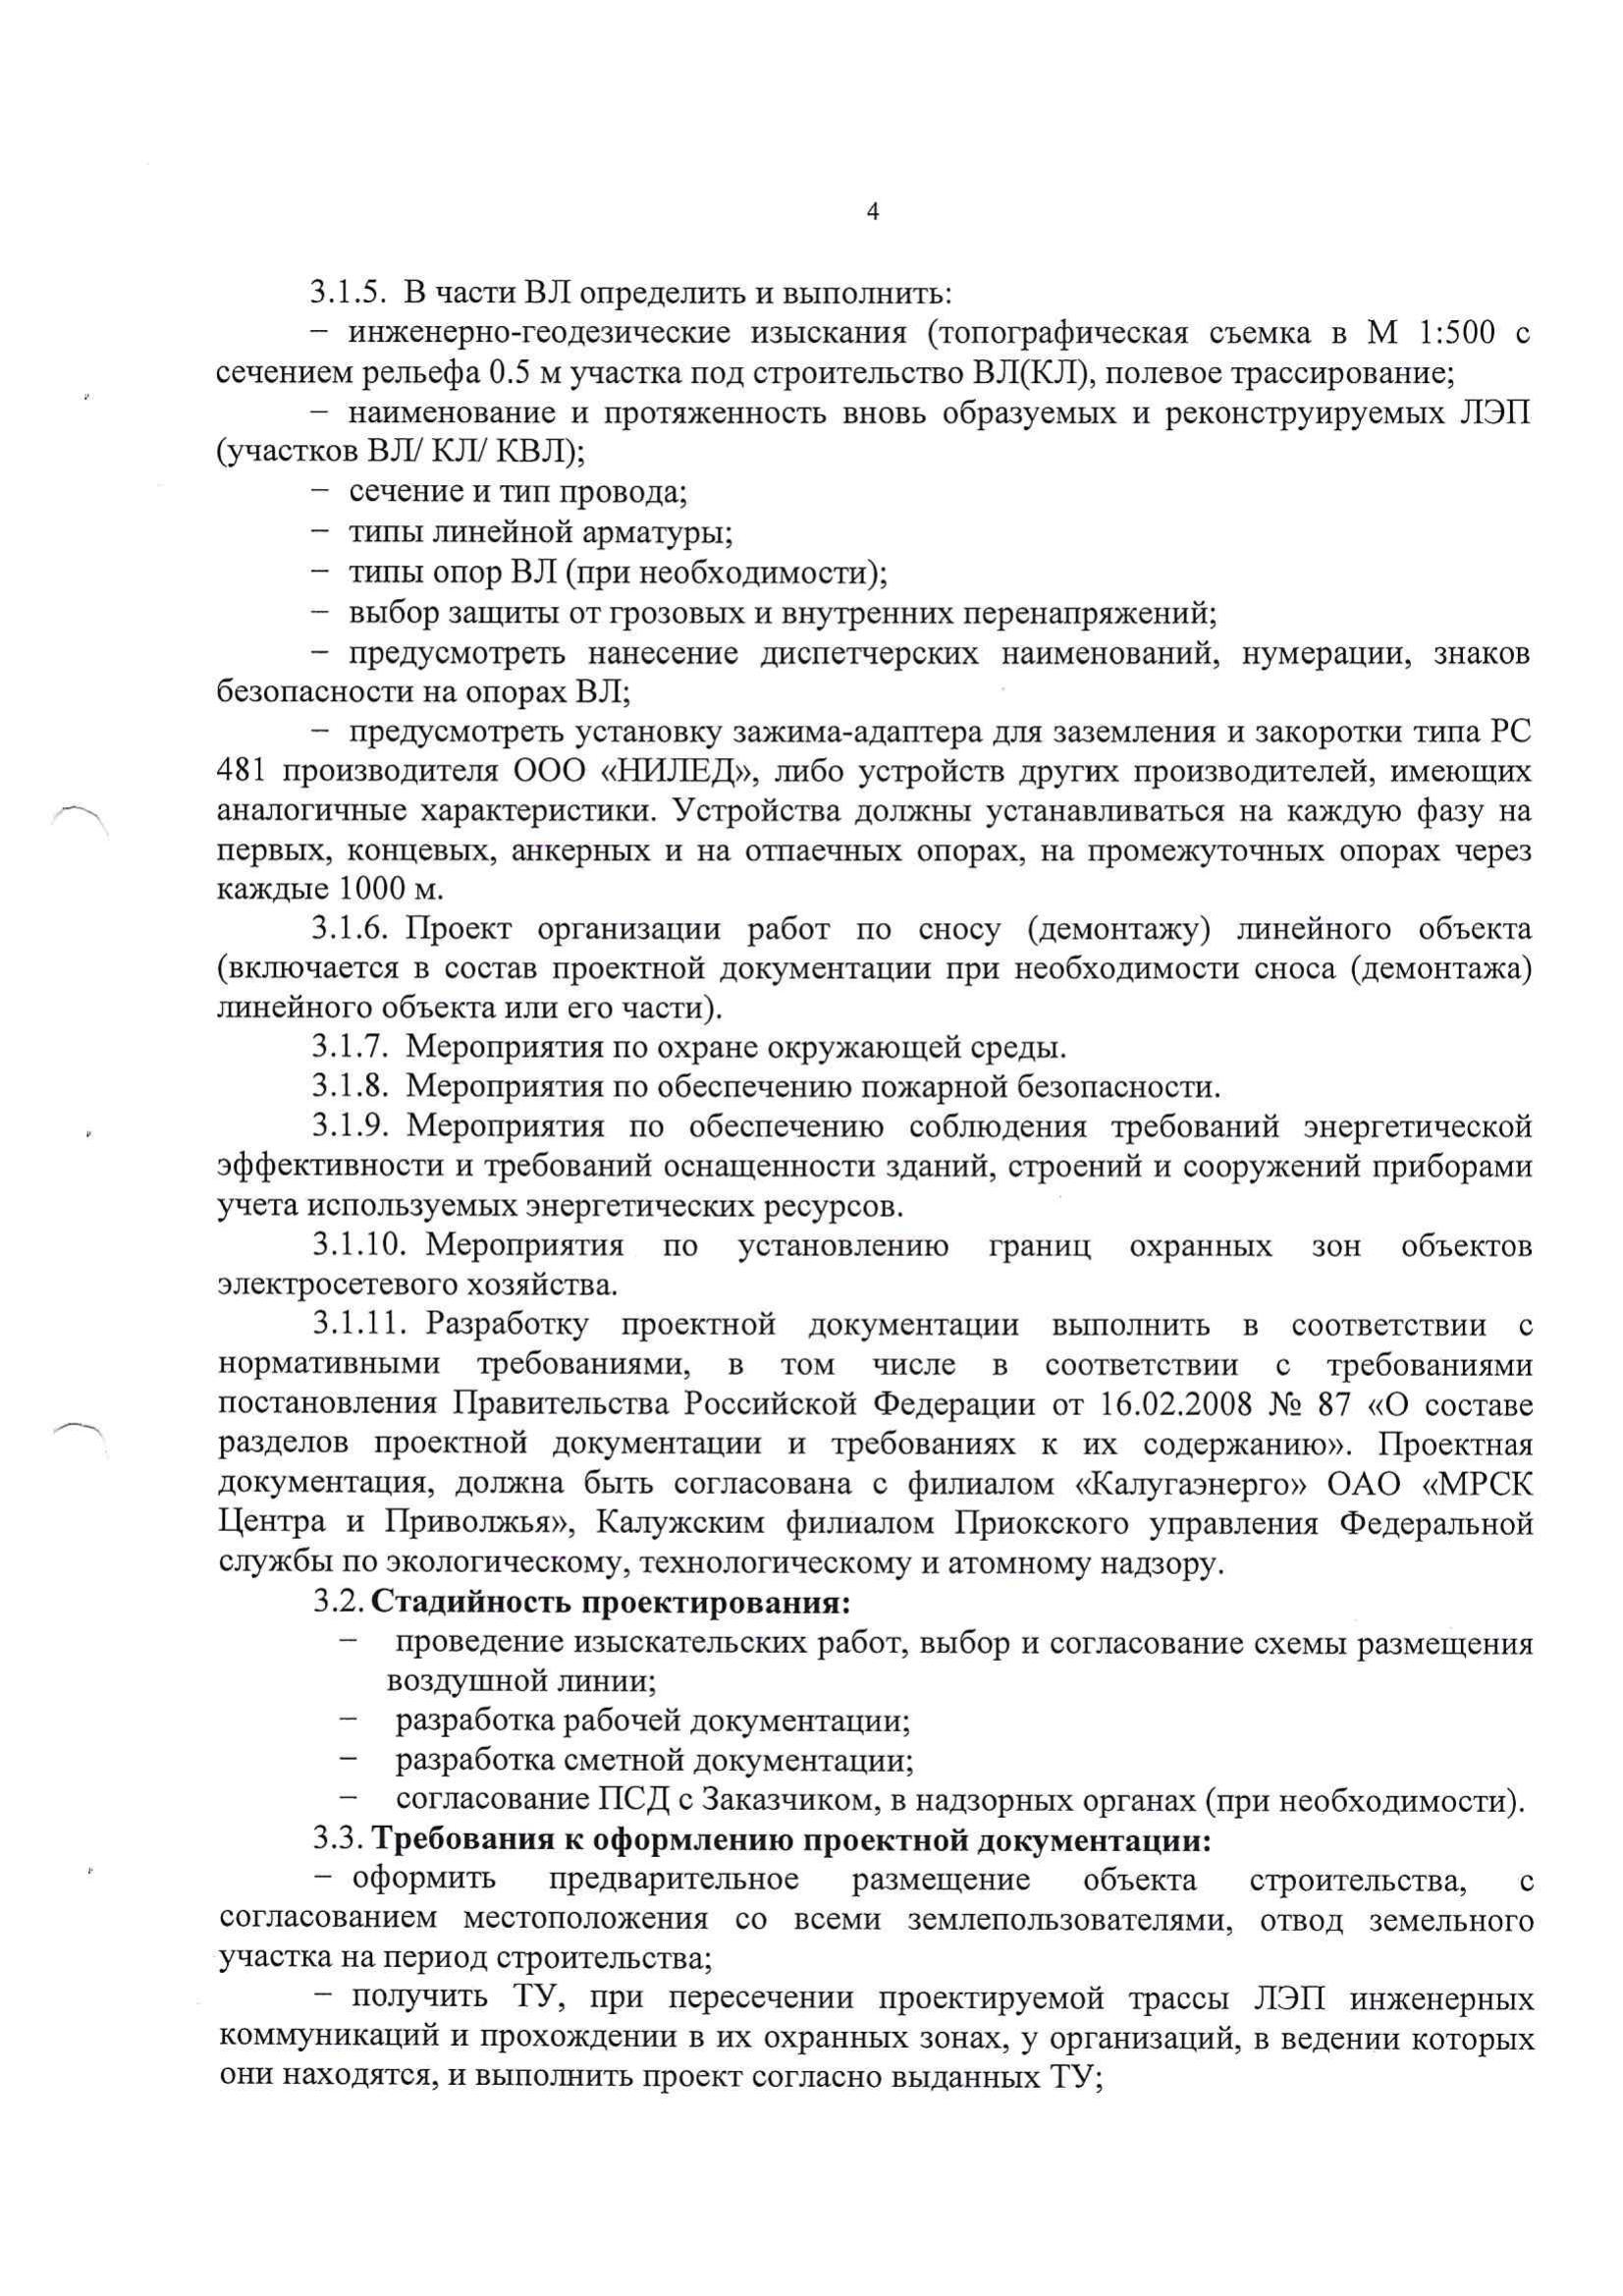 4
3.1.5. В части ВЛ определить и выполнить:
– инженерно-геодезические изыскания (топографическая съемка в М 1:500 с
сечением рельефа 0.5 м участка под строительство ВЛ(КЛ), полевое трассирование;
– наименование и протяженность вновь образуемых и реконструируемых ЛЭП
(участков ВЛ/ КЛ/ КВЛ);
– сечение и тип провода;
– типы линейной арматуры;
– типы опор ВЛ (при необходимости);
– выбор защиты от грозовых и внутренних перенапряжений;
– предусмотреть нанесение диспетчерских наименований, нумерации, знаков
безопасности на опорах ВЛ;
– предусмотреть установку зажима-адаптера для заземления и закоротки типа РС
481 производителя ООО «НИЛЕД», либо устройств других производителей, имеющих
аналогичные характеристики. Устройства должны устанавливаться на каждую фазу на
первых, концевых, анкерных и на отпаечных опорах, на промежуточных опорах через
каждые 1000 м.
3.1.6. Проект организации работ по сносу (демонтажу) линейного объекта
(включается в состав проектной документации при необходимости сноса (демонтажа)
линейного объекта или его части).
3.1.7. Мероприятия по охране окружающей среды.
3.1.8. Мероприятия по обеспечению пожарной безопасности.
3.1.9. Мероприятия по обеспечению соблюдения требований энергетической
эффективности и требований оснащенности зданий, строений и сооружений приборами
учета используемых энергетических ресурсов.
3.1.10. Мероприятия по установлению границ охранных зон объектов
электросетевого хозяйства.
3.1.11. Разработку проектной документации выполнить в соответствии с
нормативными требованиями, в том числе в соответствии с требованиями
постановления Правительства Российской Федерации от 16.02.2008 № 87 «О составе
разделов проектной документации и требованиях к их содержанию». Проектная
документация, должна быть согласована с филиалом «Калугаэнерго» ОАО «МРСК
Центра и Приволжья», Калужским филиалом Приокского управления Федеральной
службы по экологическому, технологическому и атомному надзору.
3.2. Стадийность проектирования:
– проведение изыскательских работ, выбор и согласование схемы размещения
воздушной линии;
– разработка рабочей документации;
– разработка сметной документации;
– согласование ПСД с Заказчиком, в надзорных органах (при необходимости).
3.3. Требования к оформлению проектной документации:
– оформить предварительное размещение объекта строительства, с
согласованием местоположения со всеми землепользователями, отвод земельного
участка на период строительства;
– получить ТУ, при пересечении проектируемой трассы ЛЭП инженерных
коммуникаций и прохождении в их охранных зонах, у организаций, в ведении которых
они находятся, и выполнить проект согласно выданных ТУ;